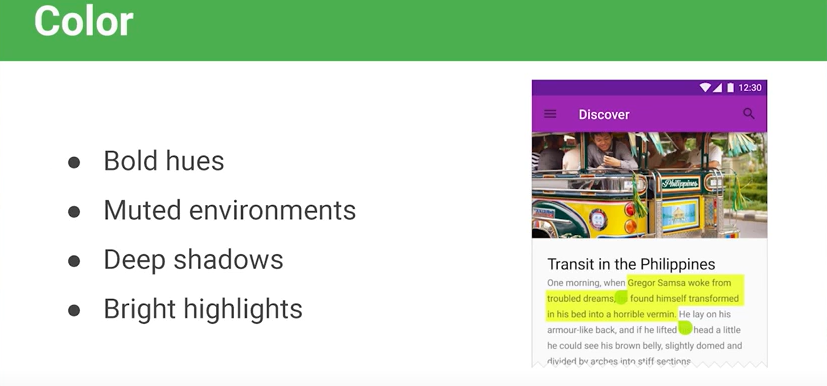 Color
Bold hues
Muted environments
Deep shadows
Bright highlights
12:30
Discover
Philippines
Transit in the Philippines
One morning, when Gregor Samsa woke from
troubled dreams, found himself transformed
in his bed into a horrible vermin. He lay on his
armour-like back, and if he lifted head a little
he could see his brown belly, slightly domed and
divided by arches into stiff sections.